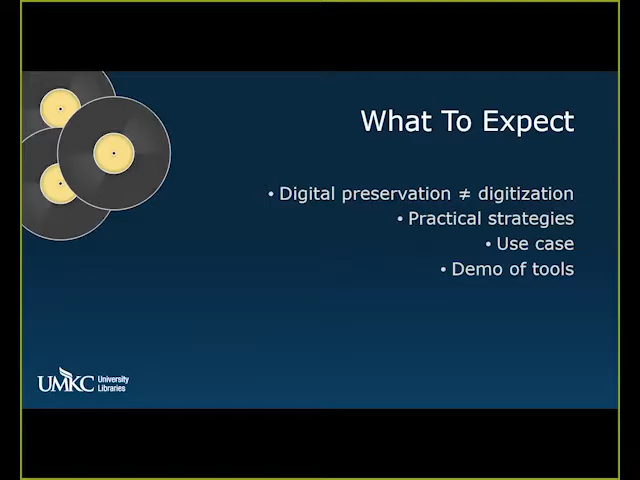 What To Expect
• Digital preservation ≠ digitization
• Practical strategies
• Use case
• Demo of tools
UMKC University
Libraries